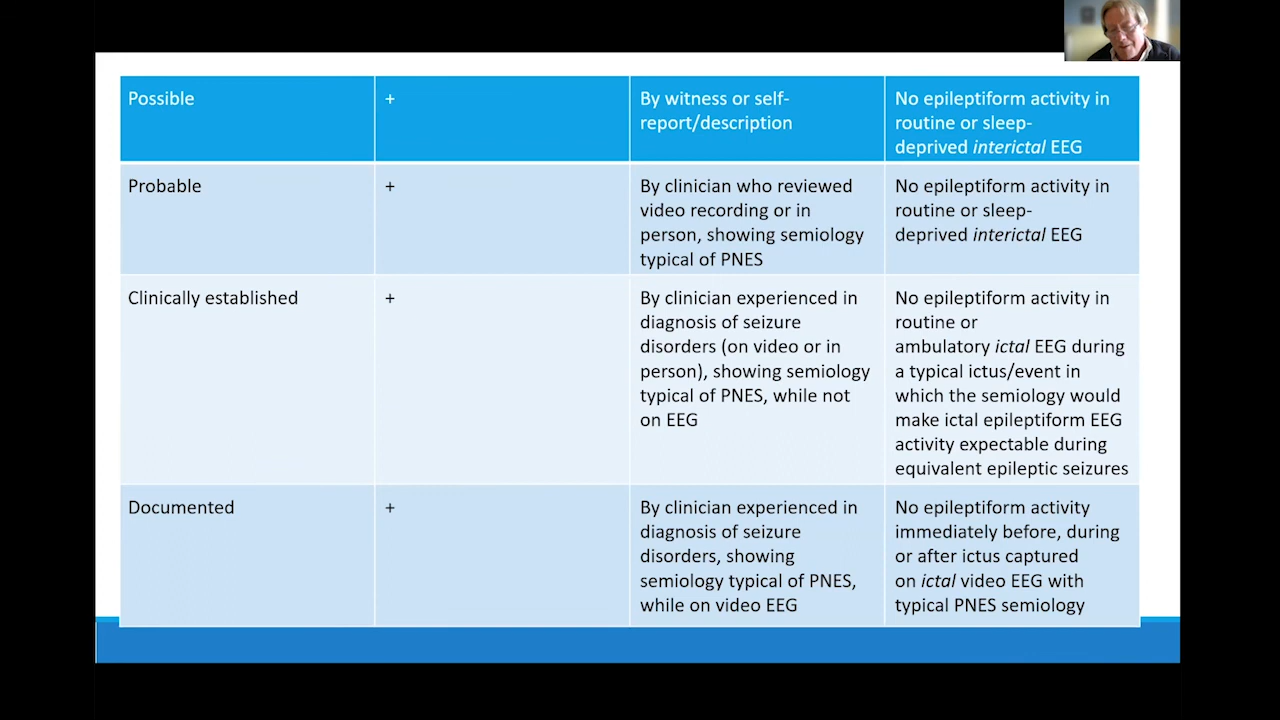 Possible
+
By witness or self-
report/description
No epileptiform activity in
routine or sleep-
deprived interictal EEG
Probable
+
By clinician who reviewed
video recording or in
person, showing semiology
typical of PNES
No epileptiform activity in
routine or sleep-
deprived interictal EEG
Clinically established
+
By clinician experienced in
diagnosis of seizure
disorders (on video or in
person), showing semiology
typical of PNES, while not
on EEG
No epileptiform activity in
routine or
ambulatory ictal EEG during
a typical ictus/event in
which the semiology would
make ictal epileptiform EEG
activity expectable during
equivalent epileptic seizures
Documented
+
By clinician experienced in
diagnosis of seizure
disorders, showing
semiology typical of PNES,
while on video EEG
No epileptiform activity
immediately before, during
or after ictus captured
on ictal video EEG with
typical PNES semiology